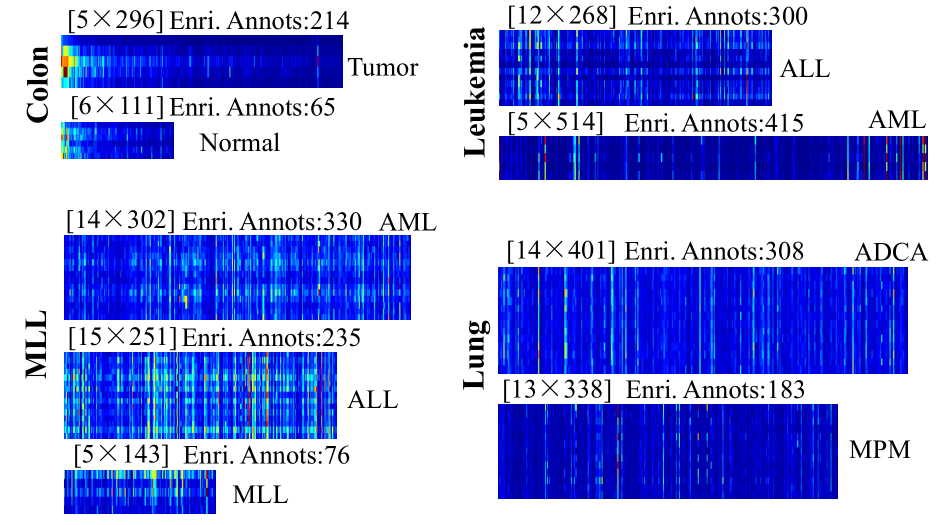 Colon
[5×296] Enri. Annots:214
Tumor
[6×111] Enri. Annots:65
Normal
Leukemia
[12×268] Enri. Annots:300
ALL
[5×514] Enri. Annots:415
AML
MLL
[14×302] Enri. Annots:330 AML
[15×251] Enri. Annots:235
ALL
[5×143] Enri. Annots:76
MLL
Lung
[14×401] Enri. Annots:308
ADCA
[13×338] Enri. Annots:183
MPM